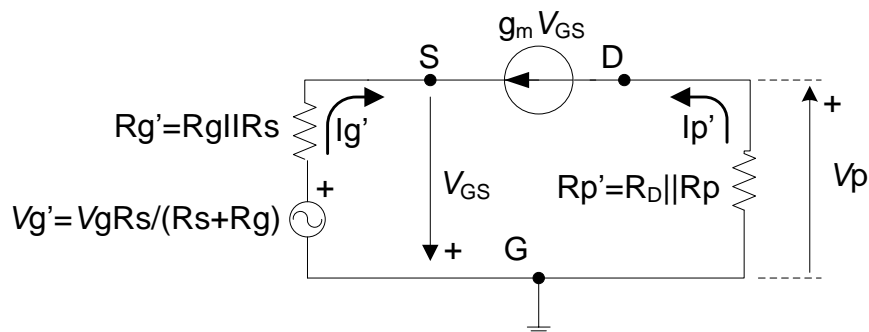 gmVGS
S
D
Rg'=RgIIRs
Ig'
Ip'
+
+
VGS
Rp'=RD||Rp
Vp
Vg'=VgRs/(Rs+Rg)
+
G